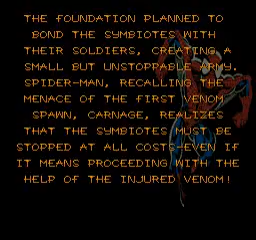 THE FOUNDATION PLANNED TO
BOND THE SYMBIOTES WITH
THEIR SOLDIERS, CREATING A
SMALL BUT UNSTOPPABLE ARMY.
SPIDER-MAN, RECALLING THE
MENACE OF THE FIRST VENOM
SPAWN, CARNAGE, REALIZES
THAT THE SYMBIOTES MUST BE
STOPPED AT ALL COSTS-EVEN IF
IT MEANS PROCEEDING WITH THE
HELP OF THE INJURED VENOM!